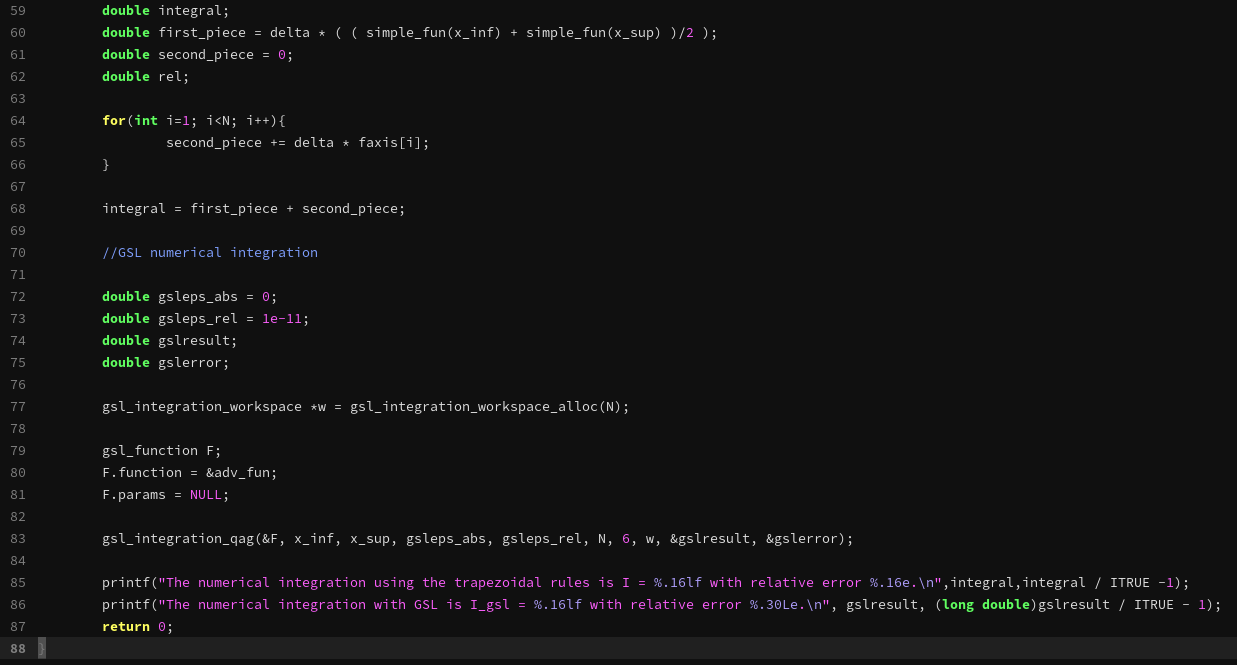 59 double integral;
60 double first_piece = delta * ( ( simple_fun(x_inf) + simple_fun(x_sup) )/2 );
61 double second_piece = 0;
62 double rel;
63
64 for(int i=1; i<N; i++){
65 second_piece += delta * faxis[i];
66 }
67
68 integral = first_piece + second_piece;
69
70 //GSL numerical integration
71
72 double gsleps_abs = 0;
73 double gsleps_rel = 1e-11;
74 double gslresult;
75 double gslerror;
76
77 gsl_integration_workspace *w = gsl_integration_workspace_alloc(N);
78
79 gsl_function F;
80 F.function = &adv_fun;
81 F.params = NULL;
82
83 gsl_integration_qag(&F, x_inf, x_sup, gsleps_abs, gsleps_rel, N, 6, w, &gslresult, &gslerror);
84
85 printf("The numerical integration using the trapezoidal rules is I = %.16lf with relative error %.16e.\n",integral,integral / ITRUE -1);
86 printf("The numerical integration with GSL is I_gsl = %.16lf with relative error %.30Le.\n", gslresult, (long double)gslresult / ITRUE - 1);
87 return 0;
88 }